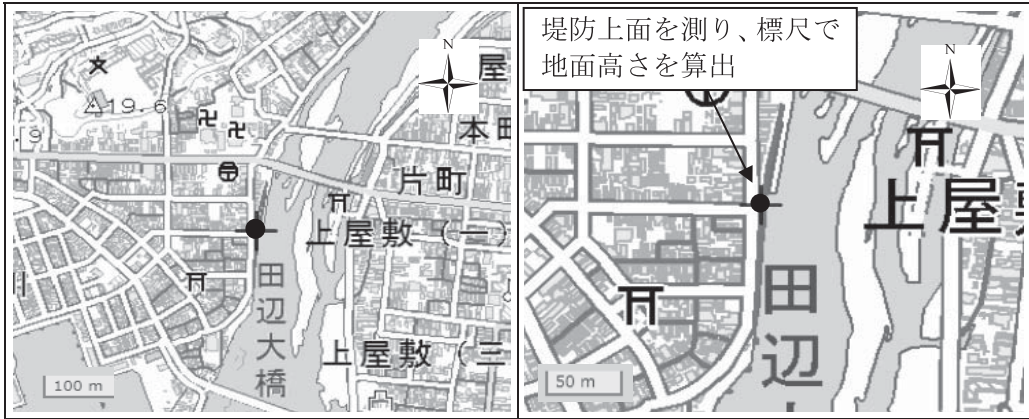 N
屋
19.6
本町
片町
上屋敷(一)
田辺大橋
上屋敷(三
川
100 m
堤防上面を測り、標尺で
地面高さを算出
N
上屋敷
田辺
50 m